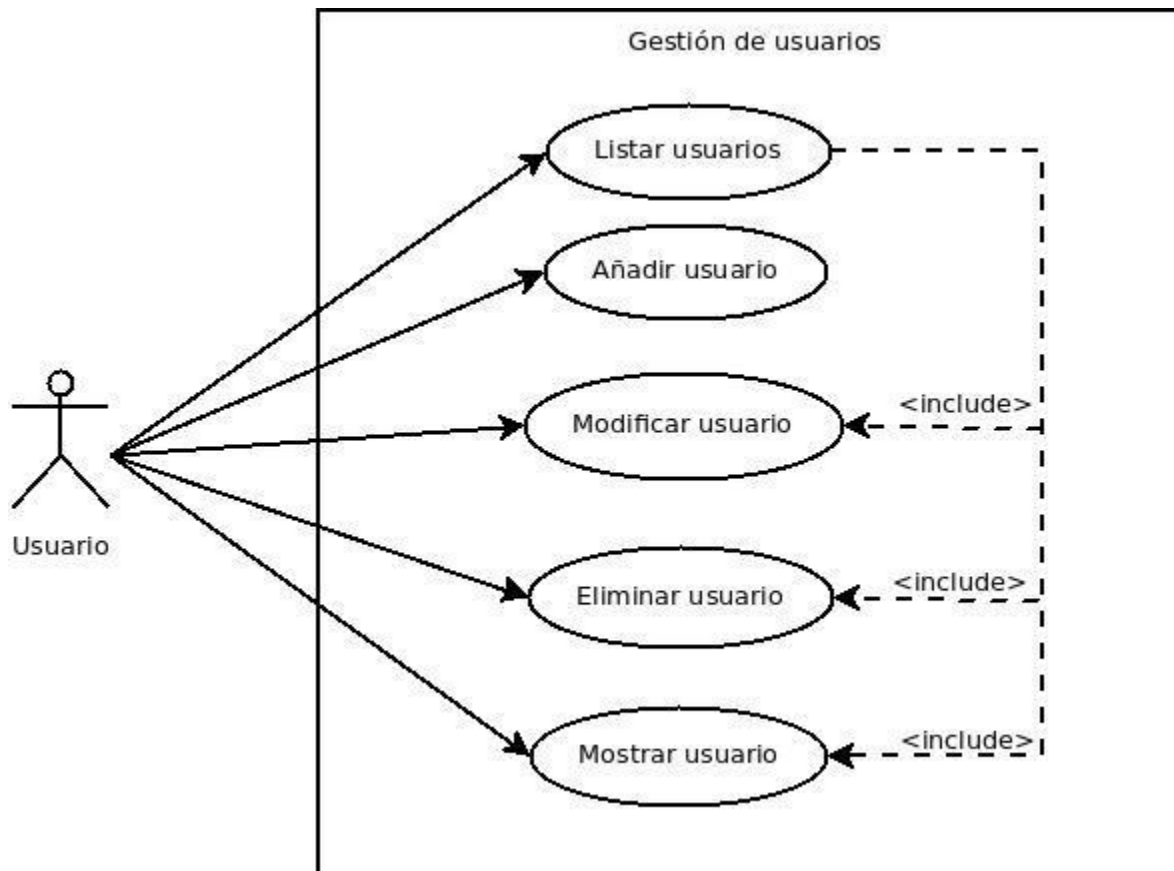 Gestión de usuarios
Listar usuarios
Añadir usuario
<include>
Modificar usuario
Usuario
<include>
Eliminar usuario
<include>
Mostrar usuario